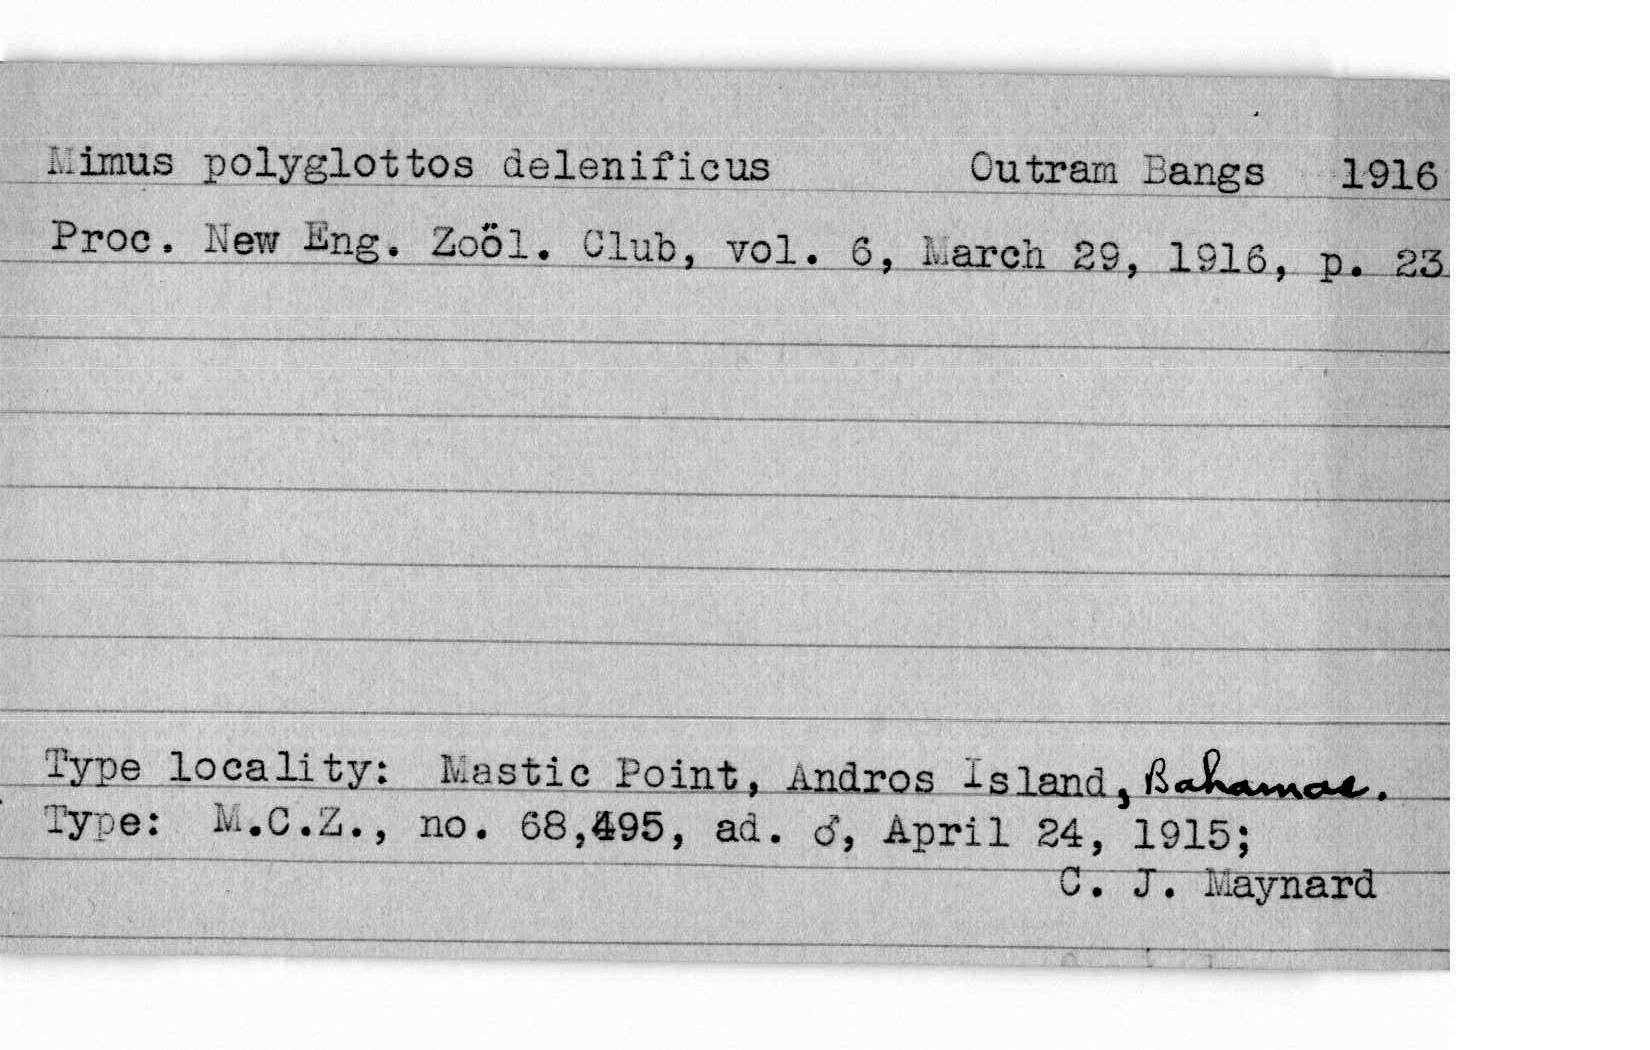 Mimus polyglottos delenificus Outram Bangs 1916
Proc. New Eng. Zoöl. Club, vol. 6, March 29, 1916, p. 23
Type locality: Mastic Point, Andros Island, Bahamas.
Type: M.C.Z., no. 68,495, ad. ♂, April 24, 1915;
C. J. Maynard